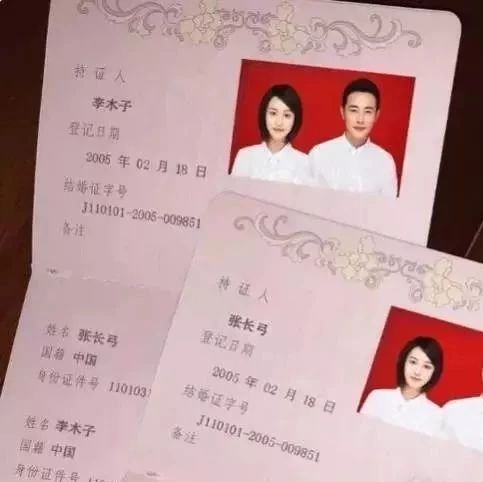 持证人
李木子
登记日期
2005 年 02 月 18 日
结婚证字号
J110101-2005-009851
备注
姓名 张长弓
国籍 中国
身份证件号 1101031
姓名 李木子
国籍 中国
身份证件号
持证人
张长弓
登记日期
2005 年 02 月 18 日
结婚证字号
J110101-2005-009851
备注